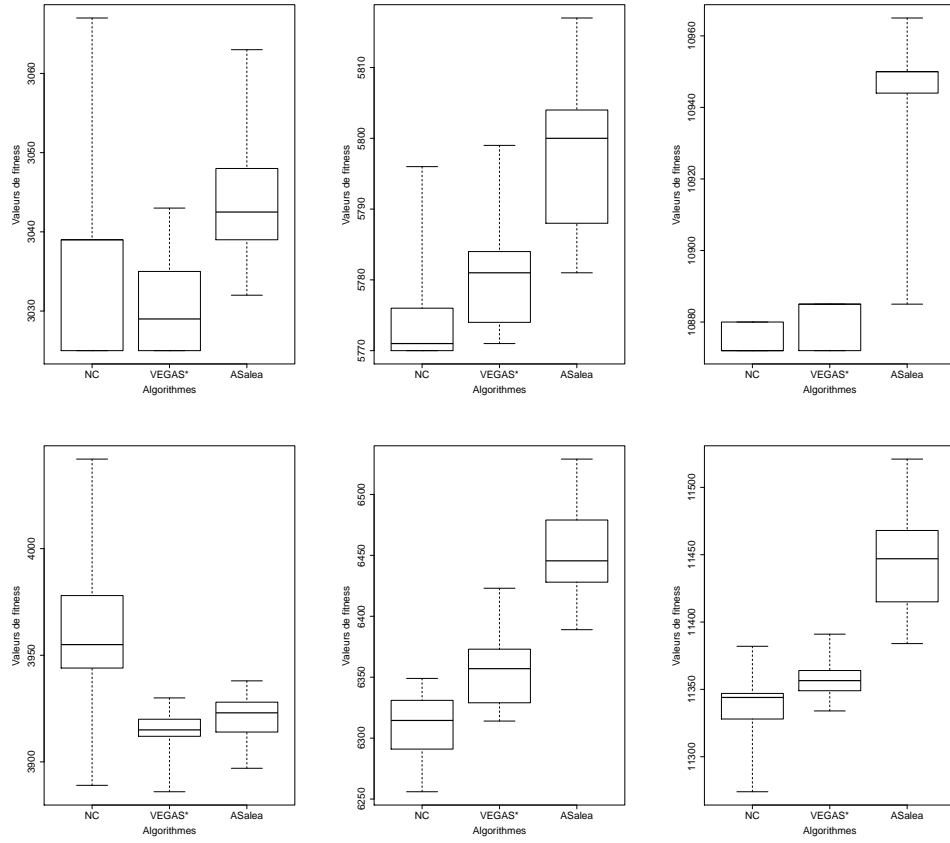 Valeurs de fitness
3060
3050
3040
3030
NC VEGAS* ASalea
Algorithmes
Valeurs de fitness
5810
5800
5790
5780
5770
NC VEGAS* ASalea
Algorithmes
Valeurs de fitness
10960
10940
10920
10900
10880
NC VEGAS* ASalea
Algorithmes
Valeurs de fitness
4000
3950
3900
NC VEGAS* ASalea
Algorithmes
Valeurs de fitness
6500
6450
6400
6350
6300
6250
NC VEGAS* ASalea
Algorithmes
Valeurs de fitness
11500
11450
11400
11350
11300
NC VEGAS* ASalea
Algorithmes